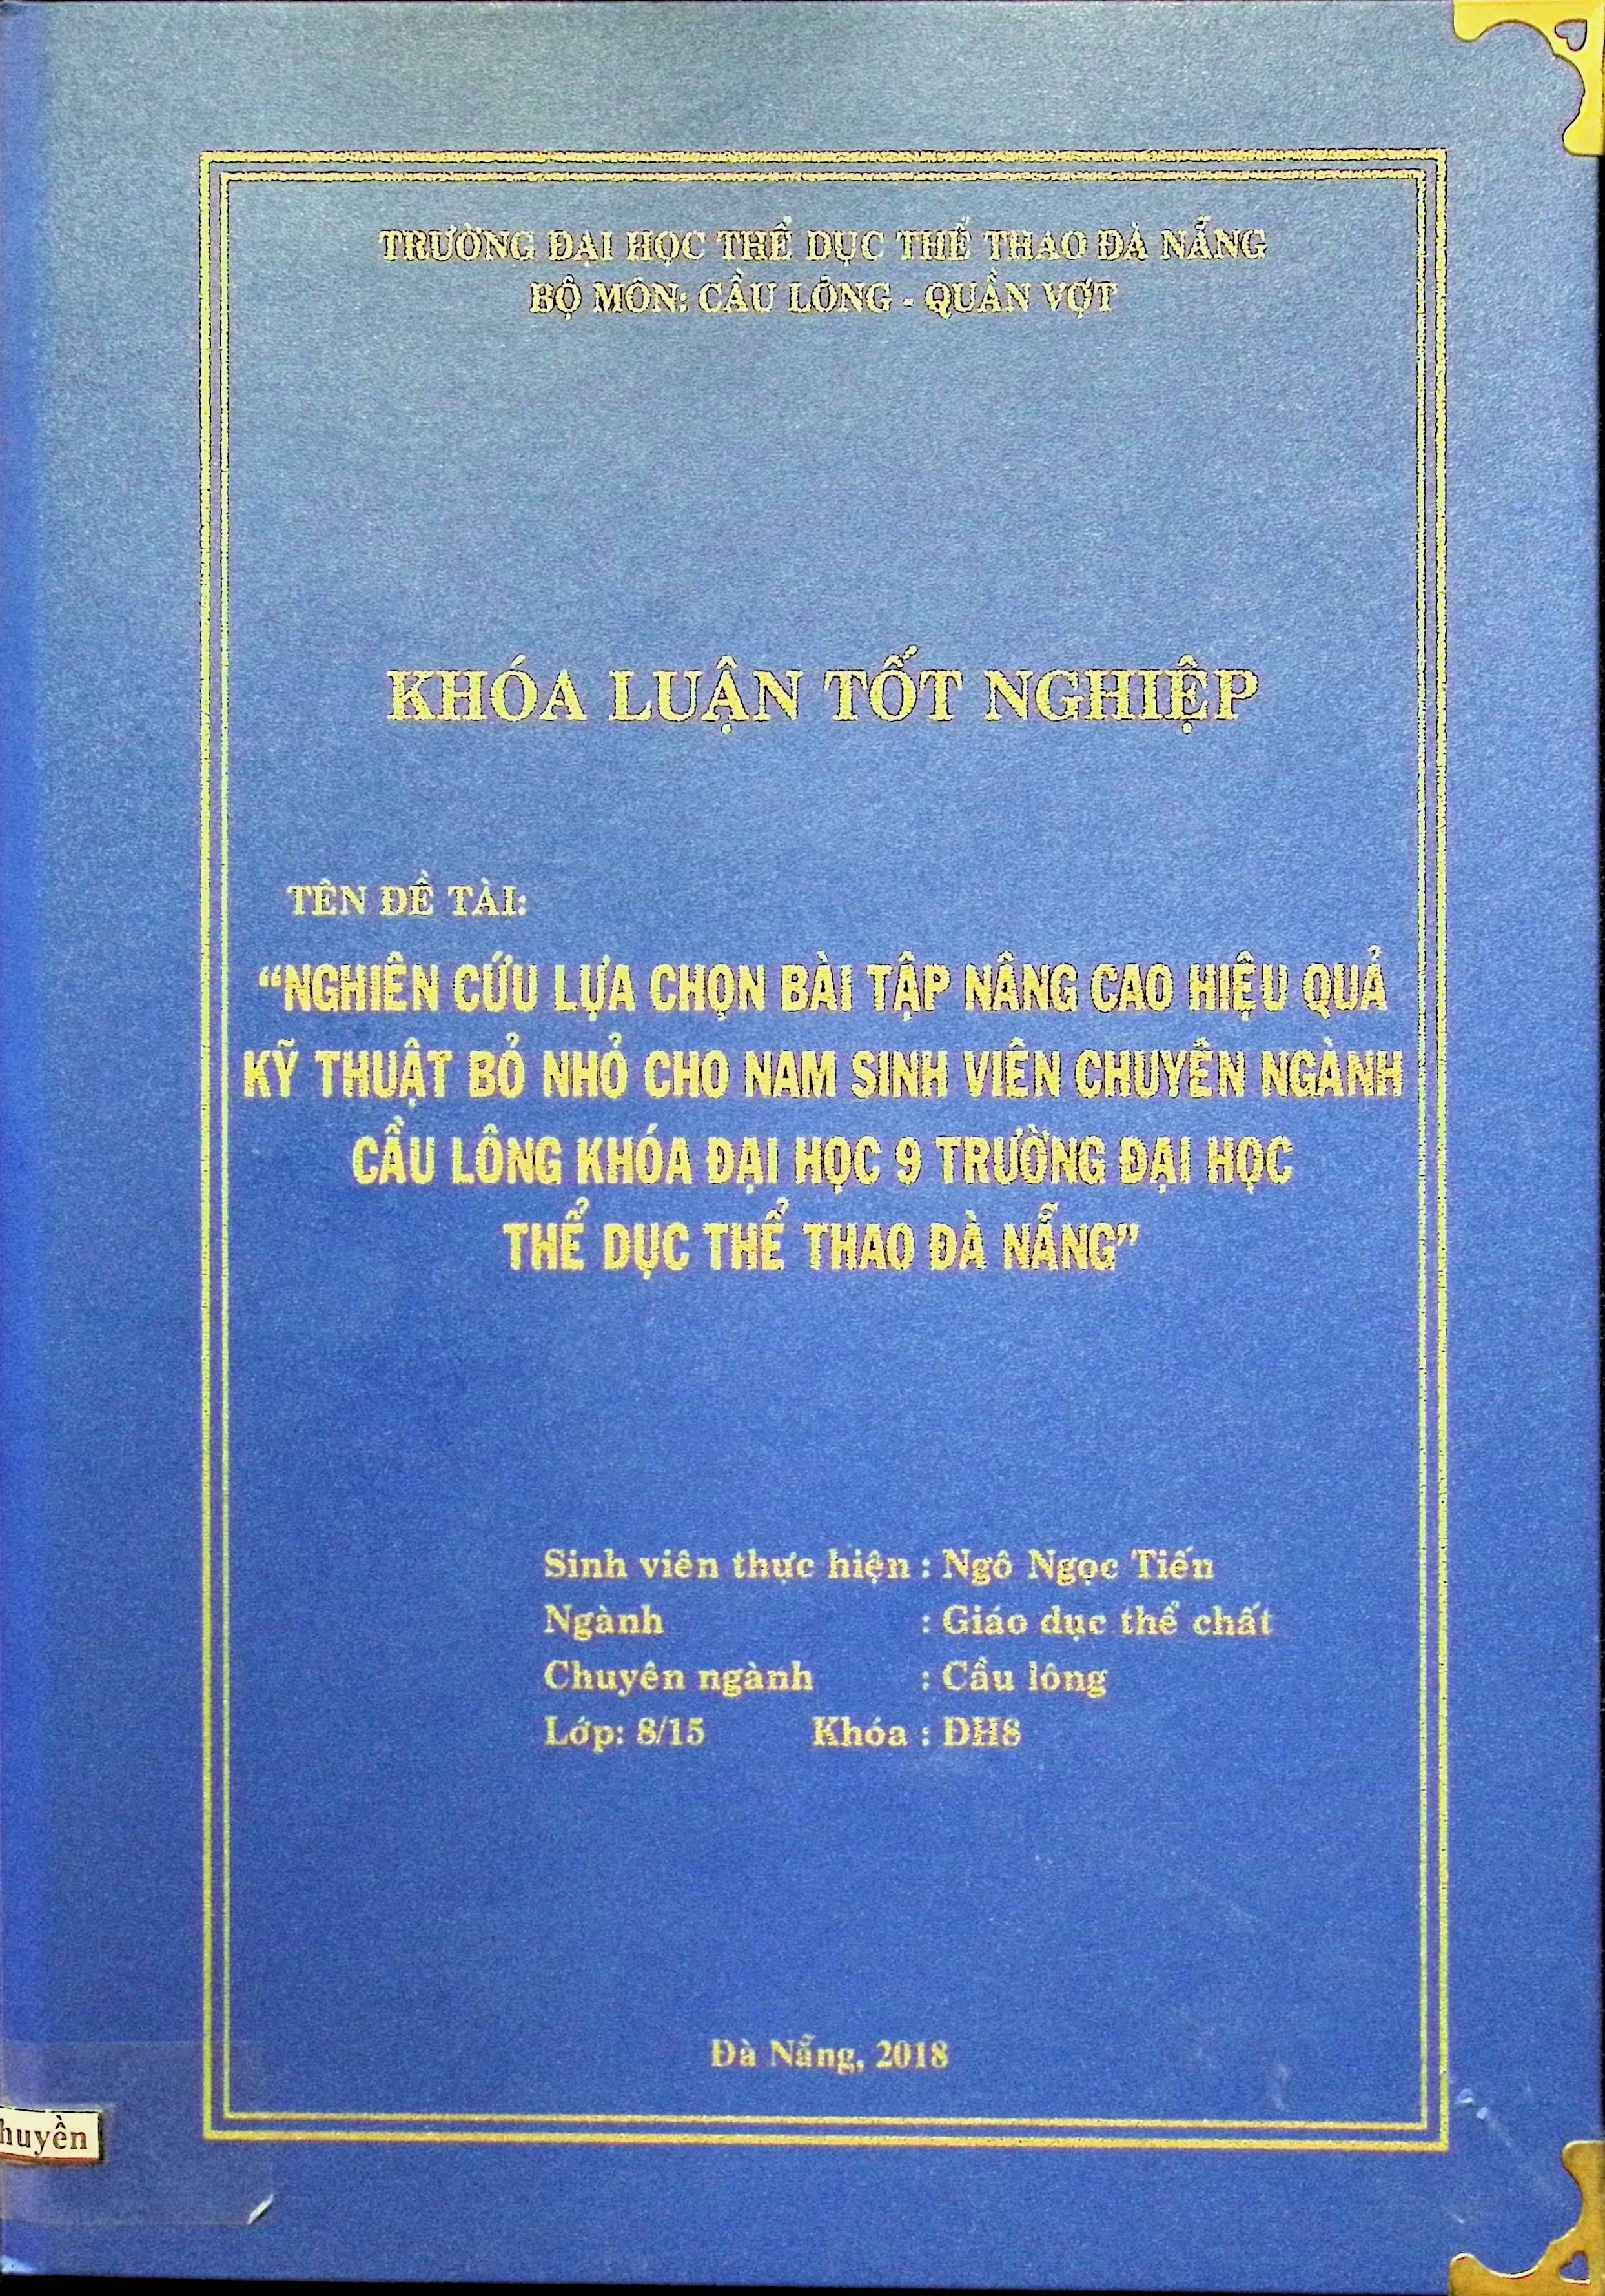 TRƯỜNG ĐẠI HỌC THỂ DỤC THỂ THAO ĐÀ NẴNG
BỘ MÔN: CẦU LÔNG - QUẦN VỢT
KHÓA LUẬN TỐT NGHIỆP
TÊN ĐỀ TÀI:
“NGHIÊN CỨU LỰA CHỌN BÀI TẬP NÂNG CAO HIỆU QUẢ
KỸ THUẬT BỎ NHỎ CHO NAM SINH VIÊN CHUYÊN NGÀNH
CẦU LÔNG KHÓA ĐẠI HỌC 9 TRƯỜNG ĐẠI HỌC
THỂ DỤC THỂ THAO ĐÀ NẴNG”
Sinh viên thực hiện : Ngô Ngọc Tiến
Ngành : Giáo dục thể chất
Chuyên ngành : Cầu lông
Lớp: 8/15 Khóa : ĐH8
Đà Nẵng, 2018
huyền